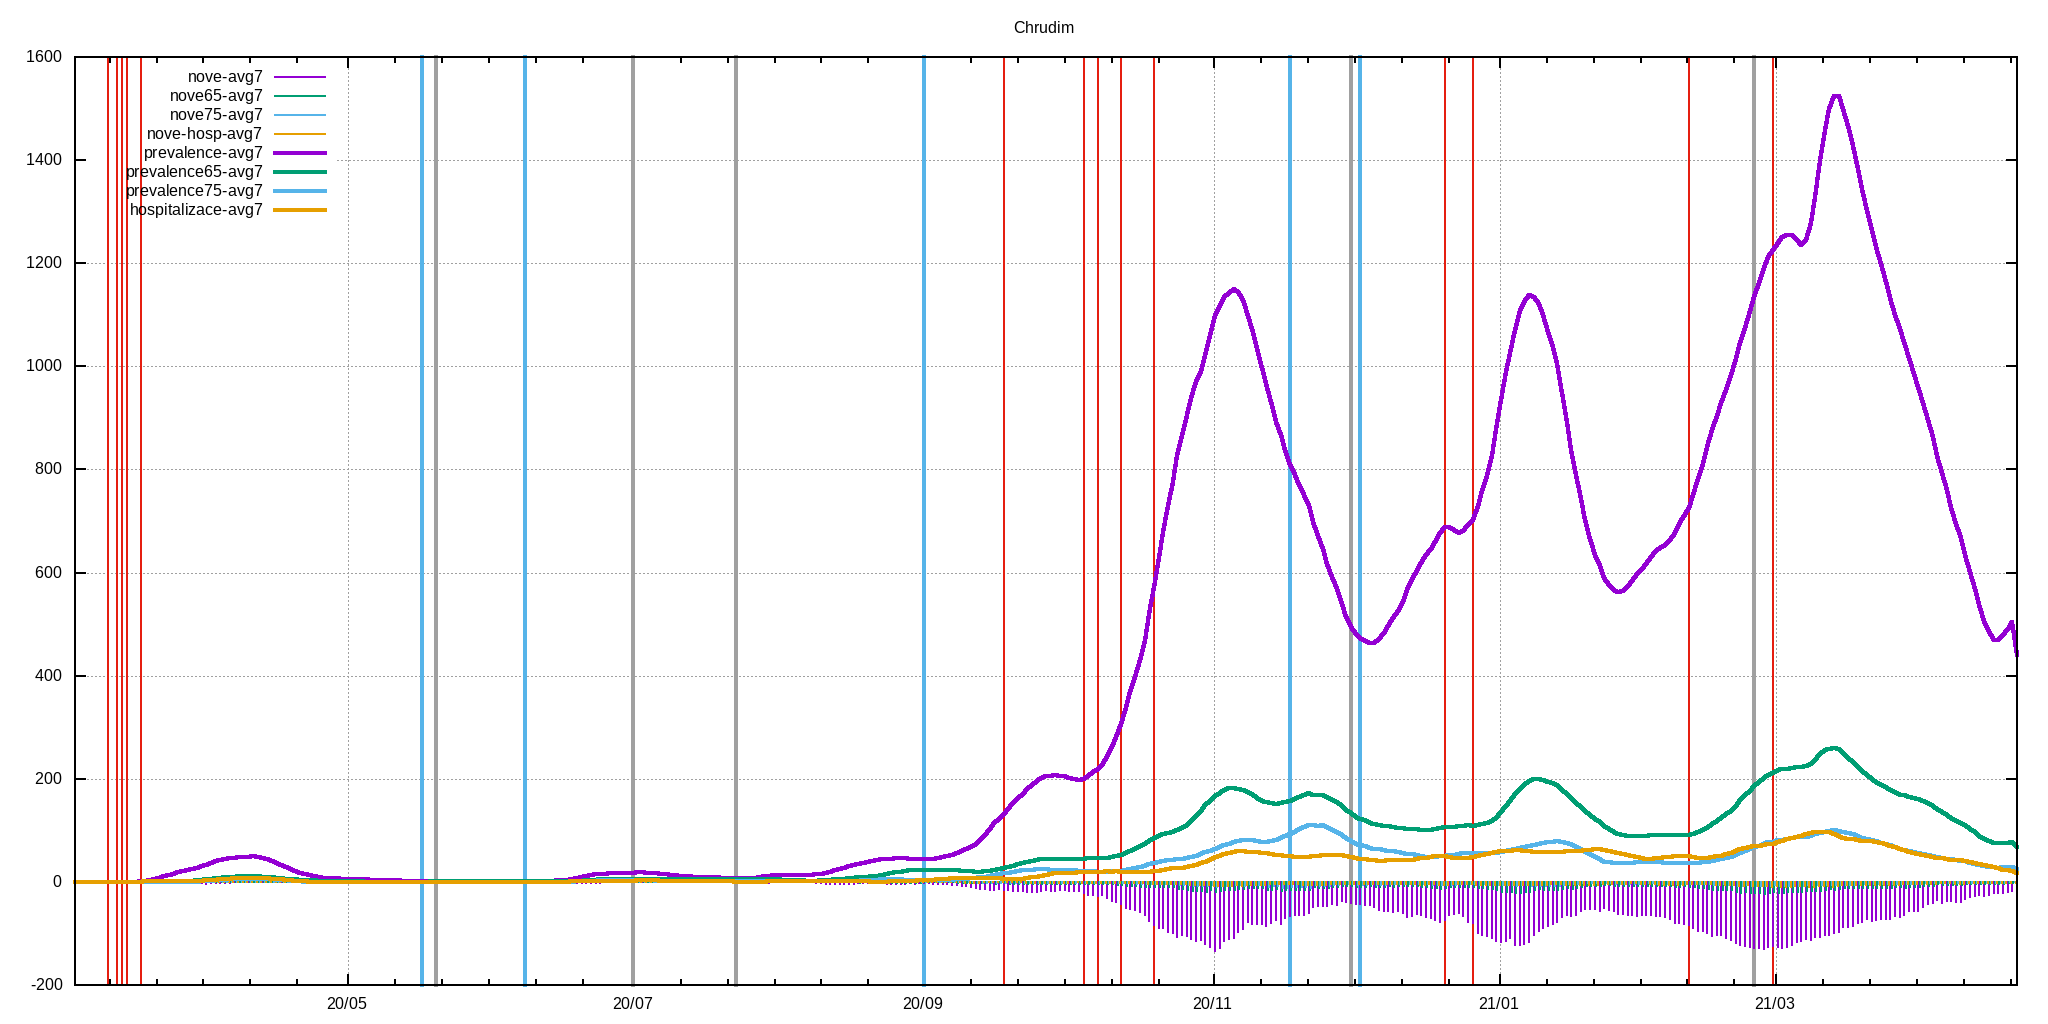 Chrudim
1600
1400
1200
1000
800
600
400
200
0
-200
nove-avg7
nove65-avg7
nove75-avg7
nove-hosp-avg7
prevalence-avg7
prevalence65-avg7
prevalence75-avg7
hospitalizace-avg7
20/05 20/07 20/09 20/11 21/01 21/03